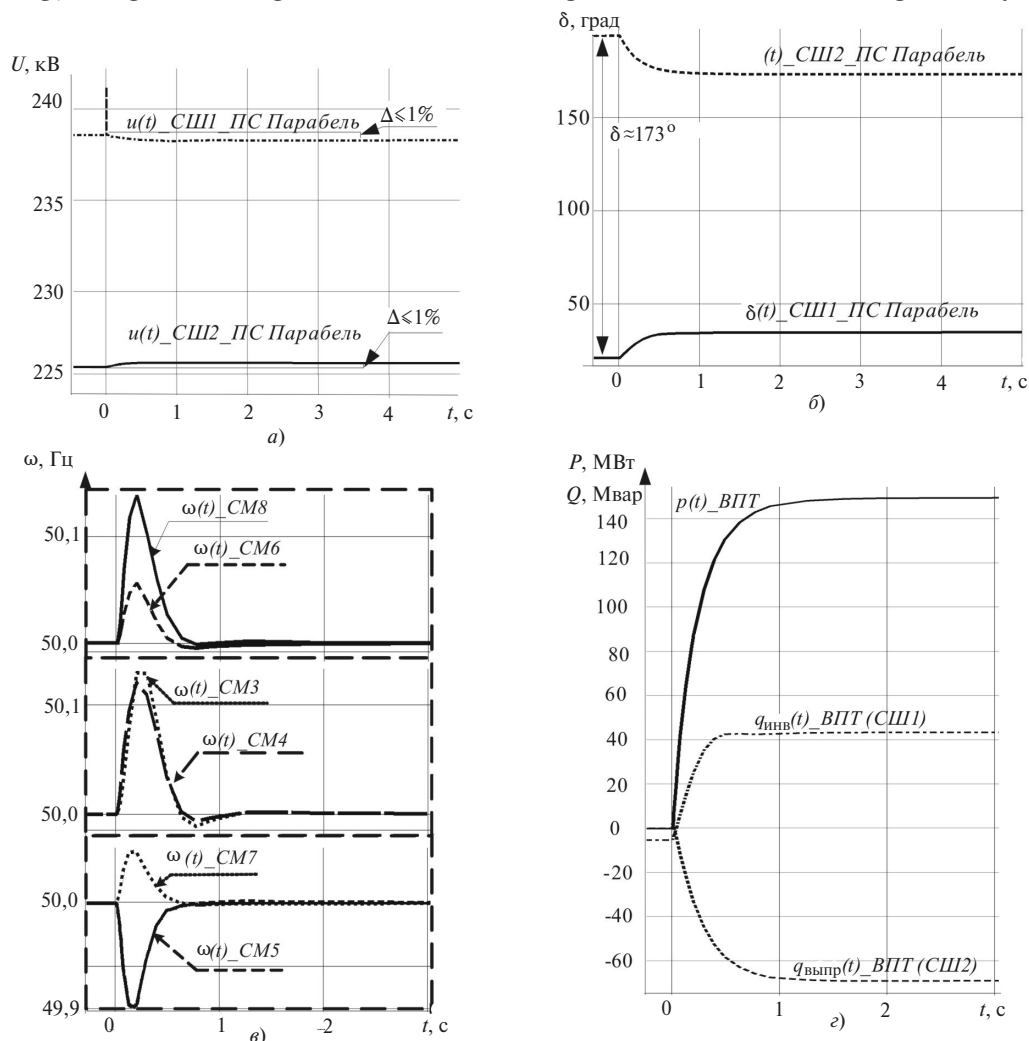 U, кВ
240
235
230
225
u(t)_СШ1_ПС Парабель
Δ⩽1%
u(t)_СШ2_ПС Парабель
Δ⩽1%
0 1 2 3 4 t, с
а)
δ, град
150
100
50
(t)_СШ2_ПС Парабель
δ≈173°
δ(t)_СШ1_ПС Парабель
0 1 2 3 4 t, с
б)
ω, Гц
50,1
50,0
ω(t)_СМ8
ω(t)_СМ6
50,1
50,0
ω(t)_СМ3
ω(t)_СМ4
50,0
49,9
ω(t)_СМ7
ω(t)_СМ5
0 1 -2 t, с
в)
P, МВт
Q, Мвар
140
120
100
80
60
40
20
0
-20
-40
-60
p(t)_ВПТ
qинв(t)_ВПТ (СШ1)
qвыпр(t)_ВПТ (СШ2)
0 1 2 t, с
г)